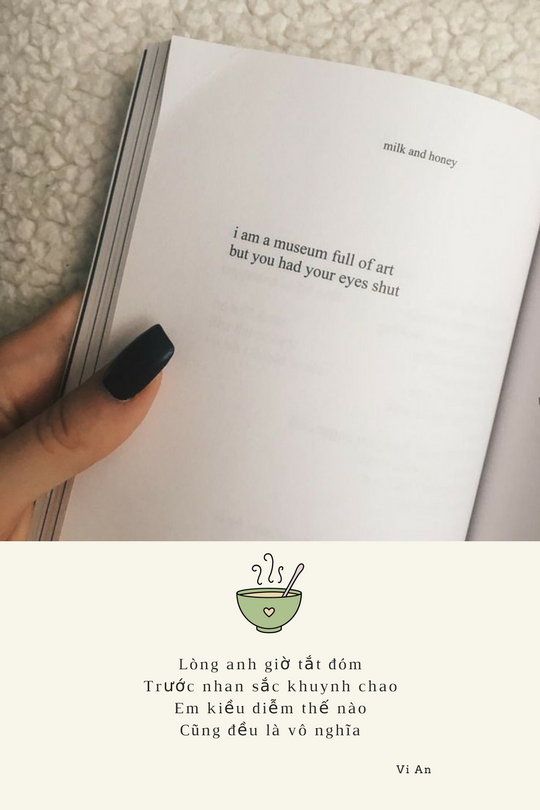 milk and honey
i am a museum full of art
but you had your eyes shut
Lòng anh giờ tắt đóm
Trước nhan sắc khuynh chao
Em kiều diễm thế nào
Cũng đều là vô nghĩa
Vi An